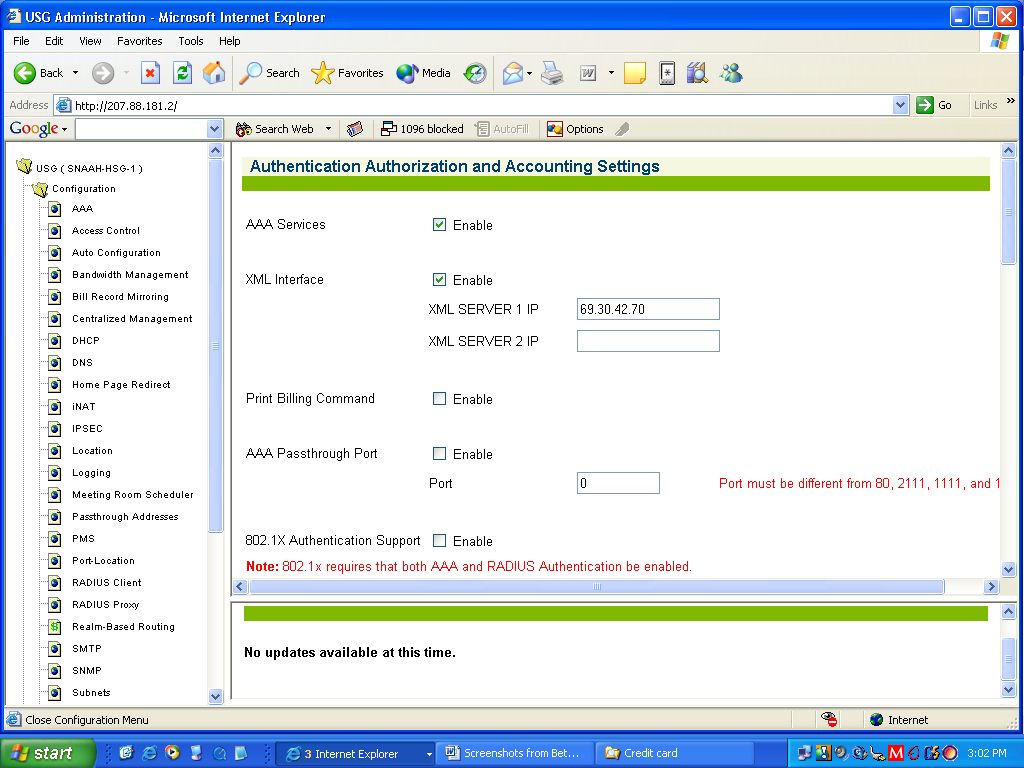 USG Administration - Microsoft Internet Explorer
File Edit View Favorites Tools Help
Back Search Favorites Media
Address http://207.88.181.2/ Go Links »
Google Search Web 1096 blocked AutoFill Options
USG ( SNAAH-HSG-1 )
Configuration
AAA
Access Control
Auto Configuration
Bandwidth Management
Bill Record Mirroring
Centralized Management
DHCP
DNS
Home Page Redirect
iNAT
IPSEC
Location
Logging
Meeting Room Scheduler
Passthrough Addresses
PMS
Port-Location
RADIUS Client
RADIUS Proxy
Realm-Based Routing
SMTP
SNMP
Subnets
Authentication Authorization and Accounting Settings
AAA Services Enable
XML Interface Enable
XML SERVER 1 IP 69.30.42.70
XML SERVER 2 IP
Print Billing Command Enable
AAA Passthrough Port Enable
Port 0 Port must be different from 80, 2111, 1111, and 1
802.1X Authentication Support Enable
Note: 802.1x requires that both AAA and RADIUS Authentication be enabled.
No updates available at this time.
Close Configuration Menu Internet
start 3 Internet Explorer Screenshots from Bet... Credit card 3:02 PM